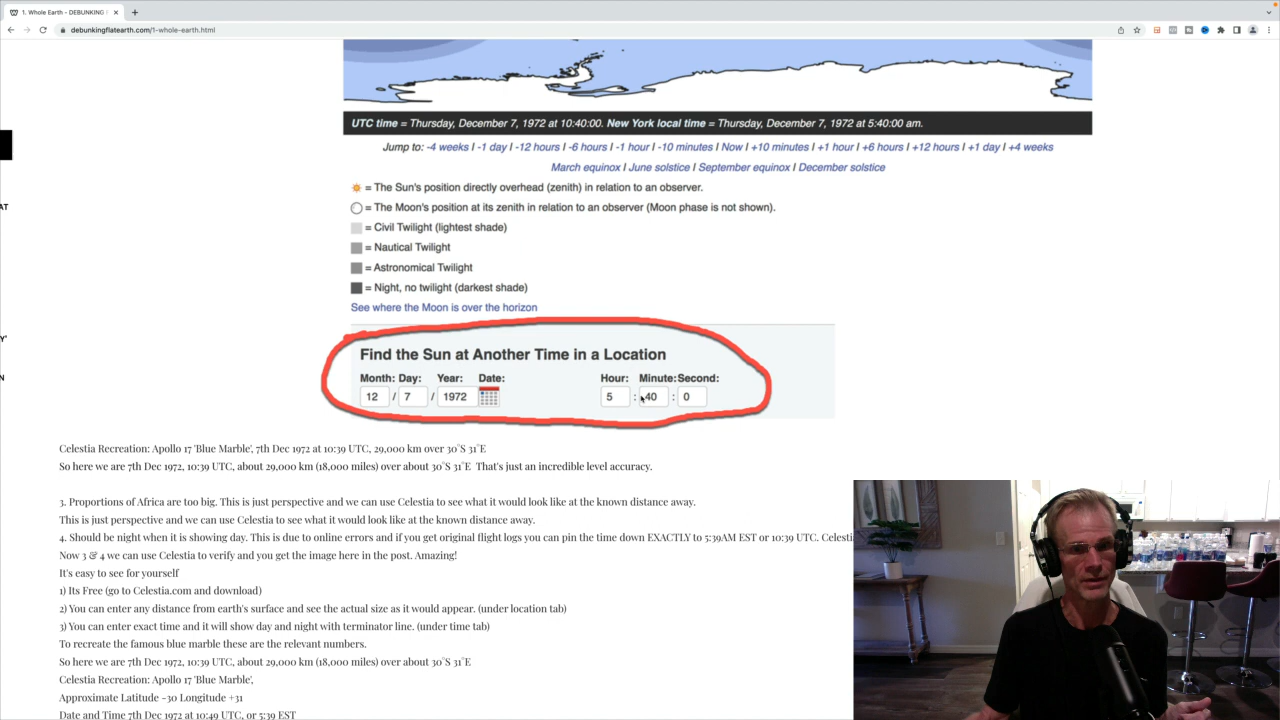 1. Whole Earth – DEBUNKING
debunkingflatearth.com/1-whole-earth.html
UTC time = Thursday, December 7, 1972 at 10:40:00. New York local time = Thursday, December 7, 1972 at 5:40:00 am.
Jump to: -4 weeks | -1 day | -12 hours | -6 hours | -1 hour | -10 minutes | Now | +10 minutes | +1 hour | +6 hours | +12 hours | +1 day | +4 weeks
March equinox | June solstice | September equinox | December solstice
= The Sun's position directly overhead (zenith) in relation to an observer.
AT
= The Moon's position at its zenith in relation to an observer (Moon phase is not shown).
= Civil Twilight (lightest shade)
= Nautical Twilight
= Astronomical Twilight
= Night, no twilight (darkest shade)
See where the Moon is over the horizon
Y'
Find the Sun at Another Time in a Location
N
Month: Day: Year: Date: Hour: Minute: Second:
12 / 7 / 1972 5 : 40 : 0
Celestia Recreation: Apollo 17 'Blue Marble', 7th Dec 1972 at 10:39 UTC, 29,000 km over 30°S 31°E
So here we are 7th Dec 1972, 10:39 UTC, about 29,000 km (18,000 miles) over about 30°S 31°E That's just an incredible level accuracy.
3. Proportions of Africa are too big. This is just perspective and we can use Celestia to see what it would look like at the known distance away.
This is just perspective and we can use Celestia to see what it would look like at the known distance away.
4. Should be night when it is showing day. This is due to online errors and if you get original flight logs you can pin the time down EXACTLY to 5:39AM EST or 10:39 UTC. Celesti
Now 3 & 4 we can use Celestia to verify and you get the image here in the post. Amazing!
It's easy to see for yourself
1) Its Free (go to Celestia.com and download)
2) You can enter any distance from earth's surface and see the actual size as it would appear. (under location tab)
3) You can enter exact time and it will show day and night with terminator line. (under time tab)
To recreate the famous blue marble these are the relevant numbers.
So here we are 7th Dec 1972, 10:39 UTC, about 29,000 km (18,000 miles) over about 30°S 31°E
Celestia Recreation: Apollo 17 'Blue Marble',
Approximate Latitude -30 Longitude +31
Date and Time 7th Dec 1972 at 10:49 UTC, or 5:39 EST